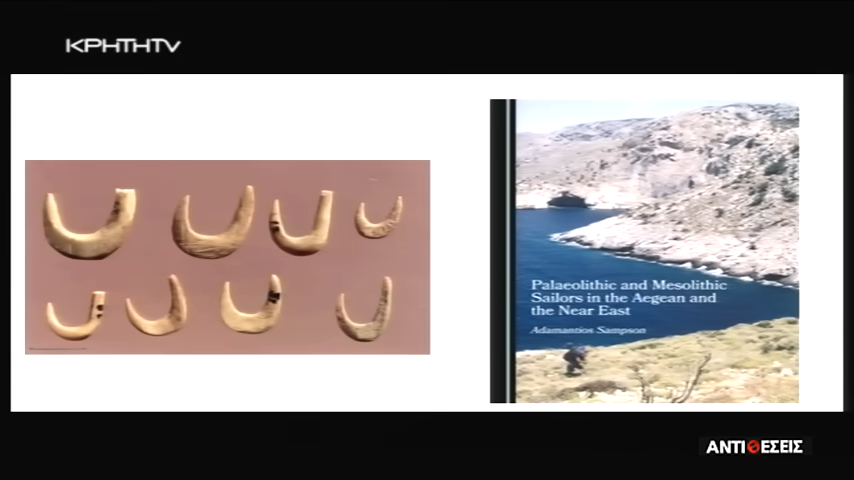 ΚΡΗΤΗTV
Palaeolithic and Mesolithic
Sailors in the Aegean and
the Near East
Adamantios Sampson
ΑΝΤΙΘΕΣΕΙΣ